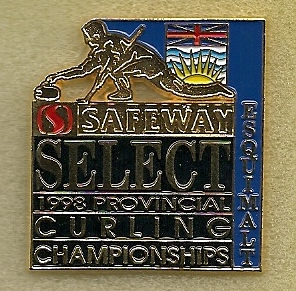 S SAFEWAY
SELECT
1998 PROVINCIAL
CURLING
CHAMPIONSHIPS
ESQUIMALT